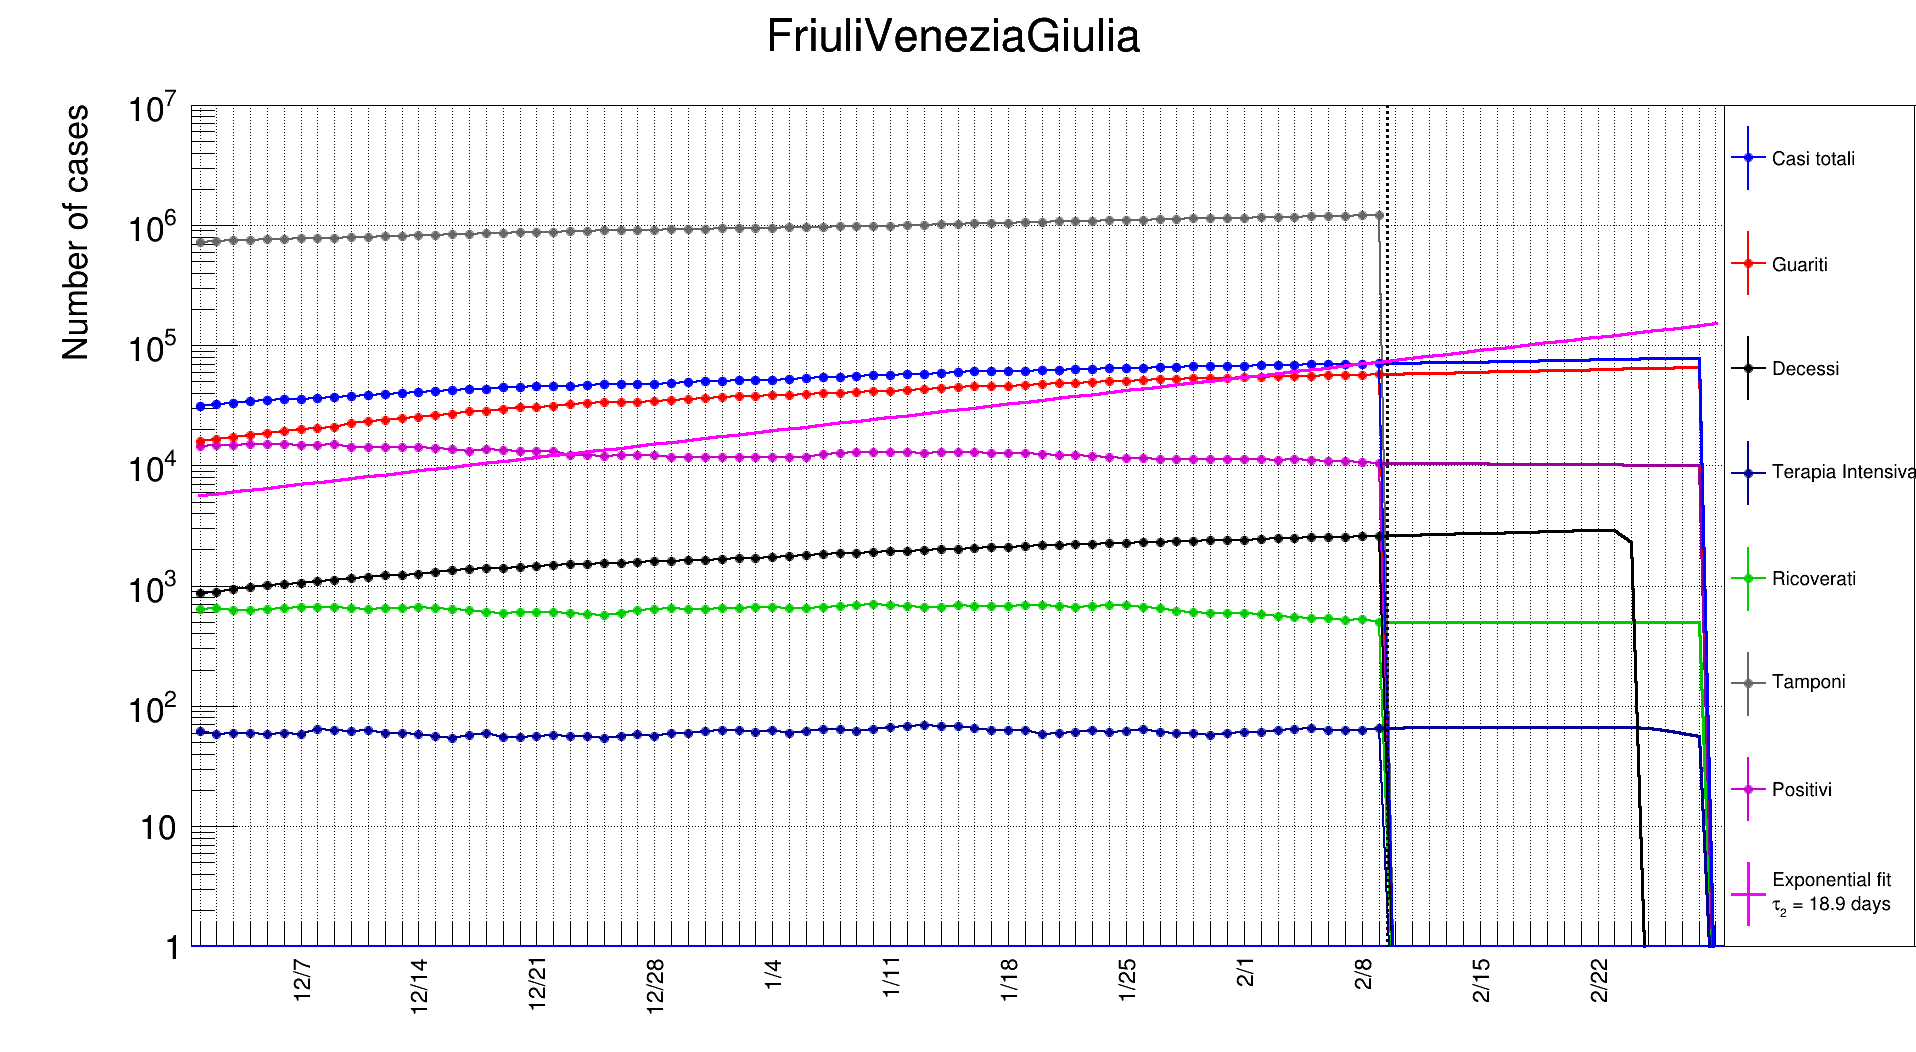 FriuliVeneziaGiulia
Number of cases
10^7
10^6
10^5
10^4
10^3
10^2
10
1
12/7
12/14
12/21
12/28
1/4
1/11
1/18
1/25
2/1
2/8
2/15
2/22
Casi totali
Guariti
Decessi
Terapia Intensiva
Ricoverati
Tamponi
Positivi
Exponential fit
τ_2 = 18.9 days